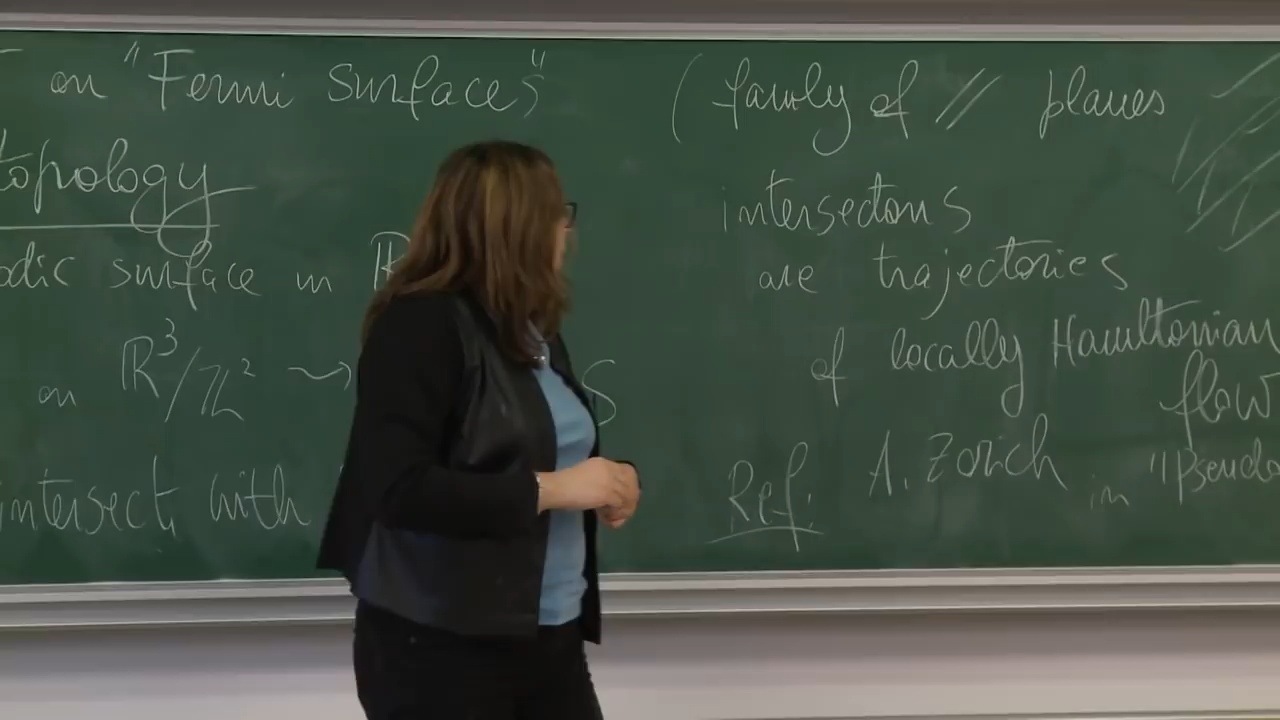 on "Fermi Surfaces"
topology
odic surface in R
on R³/Z² ⇝ S
intersect with
(family of // planes
intersections
are trajectories
of locally Hamiltonian
flow
Ref. A. Zorich in "Pseudo